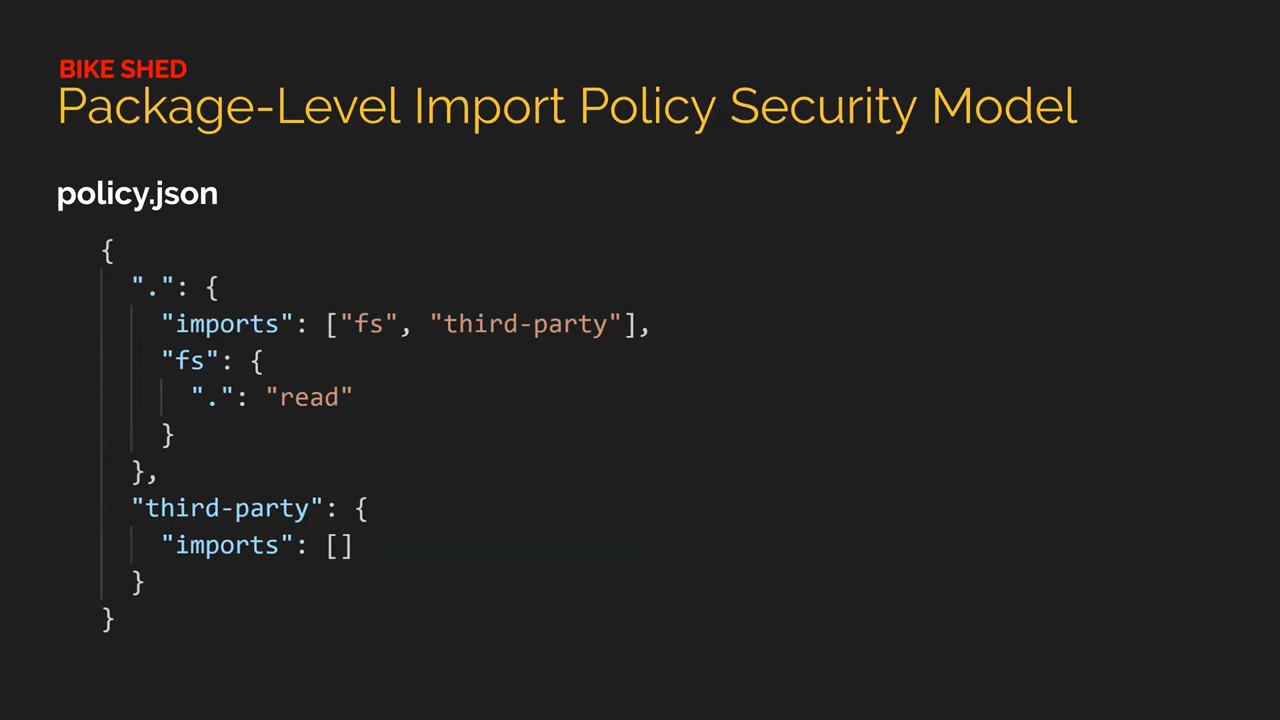 BIKE SHED
Package-Level Import Policy Security Model
policy.json
{
  ".": {
    "imports": ["fs", "third-party"],
    "fs": {
      ".": "read"
    }
  },
  "third-party": {
    "imports": []
  }
}